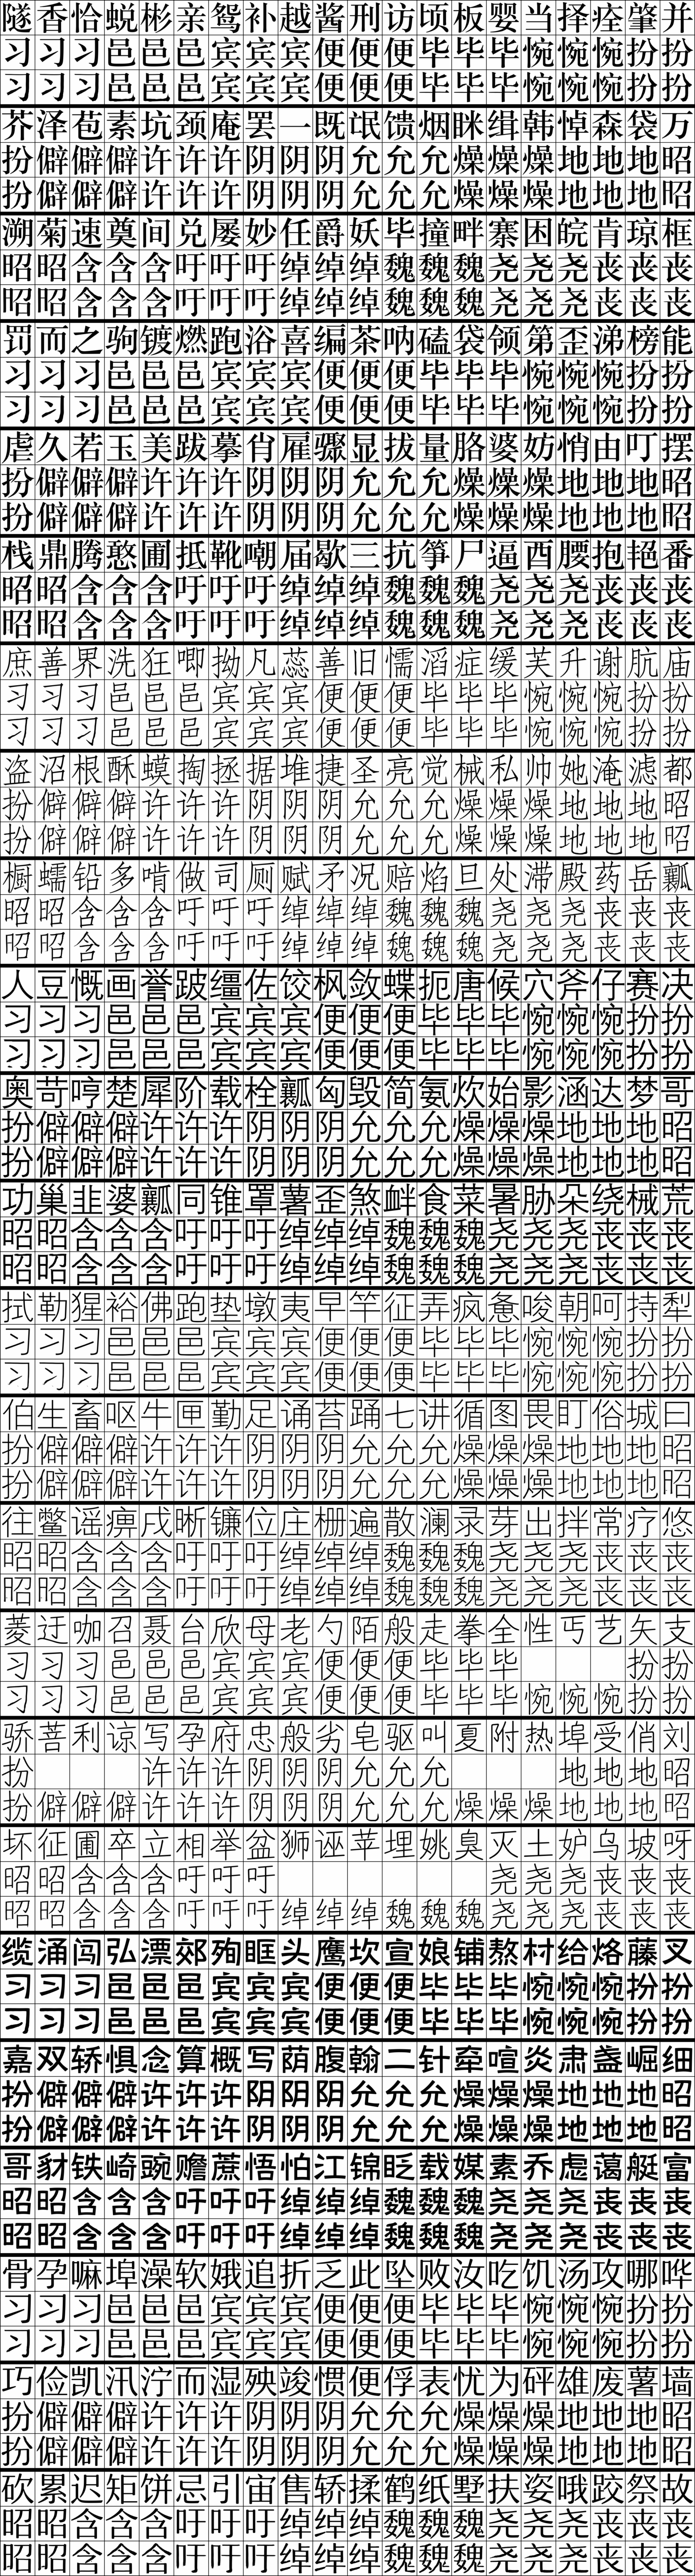 隧香恰蜕彬亲鸳补越酱刑访顷板婴当择痊肇并
习习习邑邑邑宾宾宾便便便毕毕毕惋惋惋扮扮
习习习邑邑邑宾宾宾便便便毕毕毕惋惋惋扮扮
芥泽苞素坑颈庵罢一既氓馈烟眯缉韩悼森袋万
扮僻僻僻许许许阴阴阴允允允燥燥燥地地地昭
扮僻僻僻许许许阴阴阴允允允燥燥燥地地地昭
溯菊速奠间兑屡妙任爵妖毕撞畔寨困皖肯琼框
昭昭含含含吁吁吁绰绰绰魏魏魏尧尧尧丧丧丧
昭昭含含含吁吁吁绰绰绰魏魏魏尧尧尧丧丧丧
罚而之驹镀燃跑浴喜编茶呐磕袋领第歪涕榜能
习习习邑邑邑宾宾宾便便便毕毕毕惋惋惋扮扮
习习习邑邑邑宾宾宾便便便毕毕毕惋惋惋扮扮
虐久若玉美跋摹肖雇骤显拔量胳婆妨悄由叮摆
扮僻僻僻许许许阴阴阴允允允燥燥燥地地地昭
扮僻僻僻许许许阴阴阴允允允燥燥燥地地地昭
栈鼎腾憨圃抵靴嘲届歇三抗筝尸逼酉腰抱艳番
昭昭含含含吁吁吁绰绰绰魏魏魏尧尧尧丧丧丧
昭昭含含含吁吁吁绰绰绰魏魏魏尧尧尧丧丧丧
庶善界洗狂唧拗凡蕊善旧懦滔症缓芙升谢肮庙
习习习邑邑邑宾宾宾便便便毕毕毕惋惋惋扮扮
习习习邑邑邑宾宾宾便便便毕毕毕惋惋惋扮扮
盗沼根酥蟆掏拯据堆捷圣亮觉械私帅她淹滤都
扮僻僻僻许许许阴阴阴允允允燥燥燥地地地昭
扮僻僻僻许许许阴阴阴允允允燥燥燥地地地昭
橱蠕铅多啃做司厕赋矛况赔焰旦处滞殿药岳瓤
昭昭含含含吁吁吁绰绰绰魏魏魏尧尧尧丧丧丧
昭昭含含含吁吁吁绰绰绰魏魏魏尧尧尧丧丧丧
人豆慨画誉跛缰佐饺枫敛蝶扼唐候穴斧仔赛决
习习习邑邑邑宾宾宾便便便毕毕毕惋惋惋扮扮
习习习邑邑邑宾宾宾便便便毕毕毕惋惋惋扮扮
奥苛哼楚犀阶载栓瓤匈毁简氨炊始影涵达梦哥
扮僻僻僻许许许阴阴阴允允允燥燥燥地地地昭
扮僻僻僻许许许阴阴阴允允允燥燥燥地地地昭
功巢韭婆瓤同锥罩薯歪煞衅食菜暑胁朵绕械荒
昭昭含含含吁吁吁绰绰绰魏魏魏尧尧尧丧丧丧
昭昭含含含吁吁吁绰绰绰魏魏魏尧尧尧丧丧丧
拭勒猩裕佛跑垫墩夷早竿征弄疯惫唆朝呵持犁
习习习邑邑邑宾宾宾便便便毕毕毕惋惋惋扮扮
习习习邑邑邑宾宾宾便便便毕毕毕惋惋惋扮扮
伯生畜呕牛匣勤足诵苔踊七讲循图畏盯俗城曰
扮僻僻僻许许许阴阴阴允允允燥燥燥地地地昭
扮僻僻僻许许许阴阴阴允允允燥燥燥地地地昭
往鳖谣痹戌晰镰位庄栅遍散澜录芽出拌常疗悠
昭昭含含含吁吁吁绰绰绰魏魏魏尧尧尧丧丧丧
昭昭含含含吁吁吁绰绰绰魏魏魏尧尧尧丧丧丧
菱迂咖召聂台欣母老勺陌般走拳全性丐艺矢支
习习习邑邑邑宾宾宾便便便毕毕毕扮扮
习习习邑邑邑宾宾宾便便便毕毕毕惋惋惋扮扮
骄菩利谅写孕府忠般劣皂驱叫夏附热埠受俏刘
扮许许许阴阴阴允允允地地地昭
扮僻僻僻许许许阴阴阴允允允燥燥燥地地地昭
坏征圃卒立相举盆狮诬苹埋姚臭灭土妒乌坡呀
昭昭含含含吁吁吁尧尧尧丧丧丧
昭昭含含含吁吁吁绰绰绰魏魏魏尧尧尧丧丧丧
缆涌闯弘漂郊殉眶头鹰坎宣娘铺熬村给烙藤叉
习习习邑邑邑宾宾宾便便便毕毕毕惋惋惋扮扮
习习习邑邑邑宾宾宾便便便毕毕毕惋惋惋扮扮
嘉双轿惧念算概写荫腹翰二针牵喧炎肃盏崛细
扮僻僻僻许许许阴阴阴允允允燥燥燥地地地昭
扮僻僻僻许许许阴阴阴允允允燥燥燥地地地昭
哥豺铁崎豌赡蔗悟怕江锦眨载媒素乔虑蔼艇富
昭昭含含含吁吁吁绰绰绰魏魏魏尧尧尧丧丧丧
昭昭含含含吁吁吁绰绰绰魏魏魏尧尧尧丧丧丧
骨孕嘛埠澡软娥追折乏此坠败汝吃饥汤攻哪哗
习习习邑邑邑宾宾宾便便便毕毕毕惋惋惋扮扮
习习习邑邑邑宾宾宾便便便毕毕毕惋惋惋扮扮
巧俭凯汛泞而湿殃竣惯便俘表忧为砰雄废薯墙
扮僻僻僻许许许阴阴阴允允允燥燥燥地地地昭
扮僻僻僻许许许阴阴阴允允允燥燥燥地地地昭
砍累迟矩饼忌引宙售轿揉鹤纸墅扶姿哦跤祭故
昭昭含含含吁吁吁绰绰绰魏魏魏尧尧尧丧丧丧
昭昭含含含吁吁吁绰绰绰魏魏魏尧尧尧丧丧丧